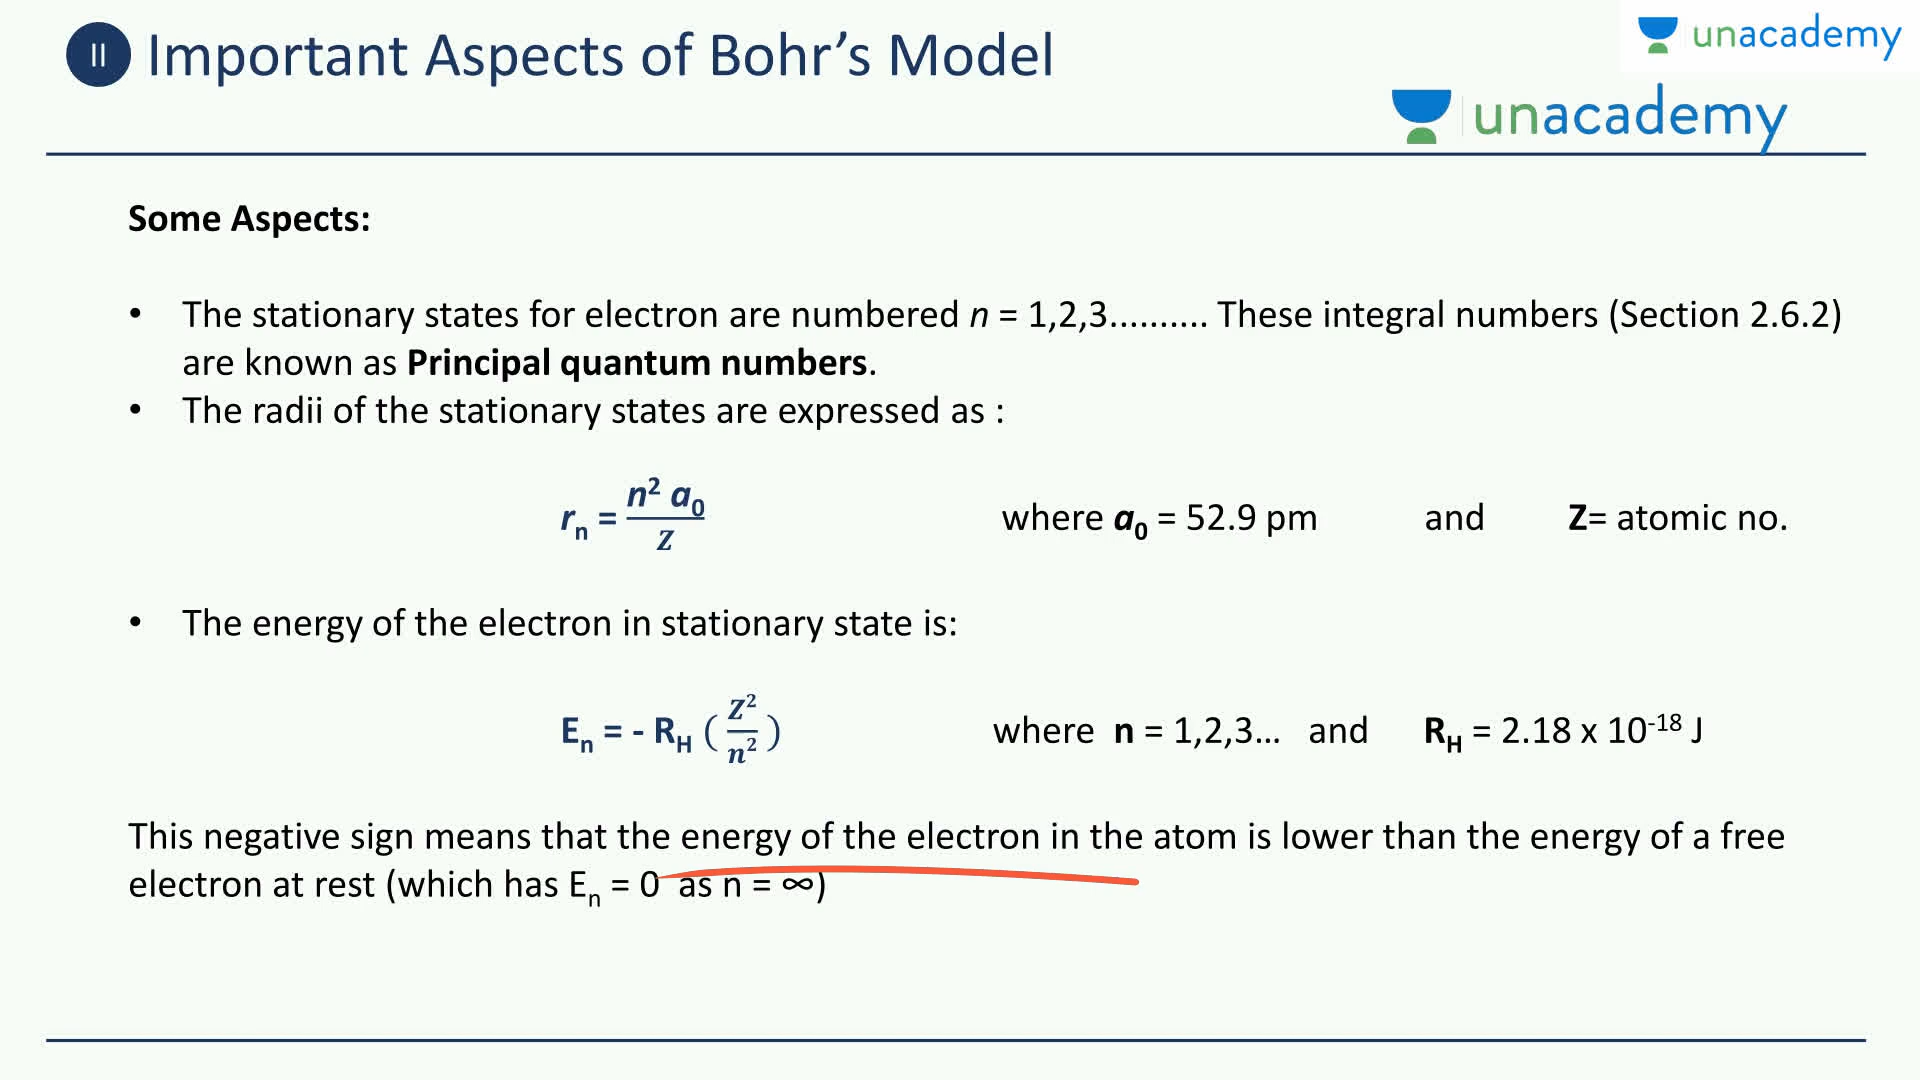 II Important Aspects of Bohr’s Model
unacademy
unacademy
Some Aspects:
• The stationary states for electron are numbered n = 1,2,3.......... These integral numbers (Section 2.6.2)
are known as Principal quantum numbers.
• The radii of the stationary states are expressed as :
rₙ = n² a₀ / Z where a₀ = 52.9 pm and Z= atomic no.
• The energy of the electron in stationary state is:
Eₙ = - R_H ( Z² / n² ) where n = 1,2,3... and R_H = 2.18 x 10⁻¹⁸ J
This negative sign means that the energy of the electron in the atom is lower than the energy of a free
electron at rest (which has Eₙ = 0 as n = ∞)